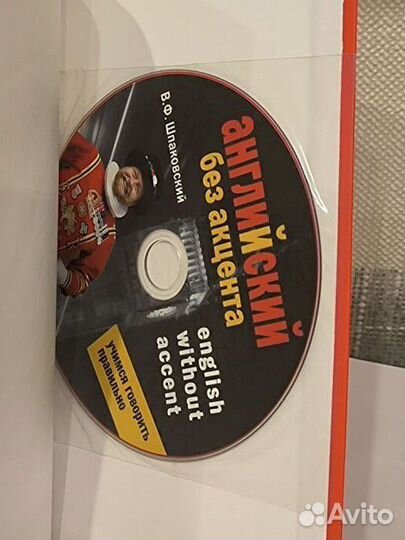 В.Ф. Шпаковский
английский
без акцента
english
without
accent
учимся говорить
правильно
Avito